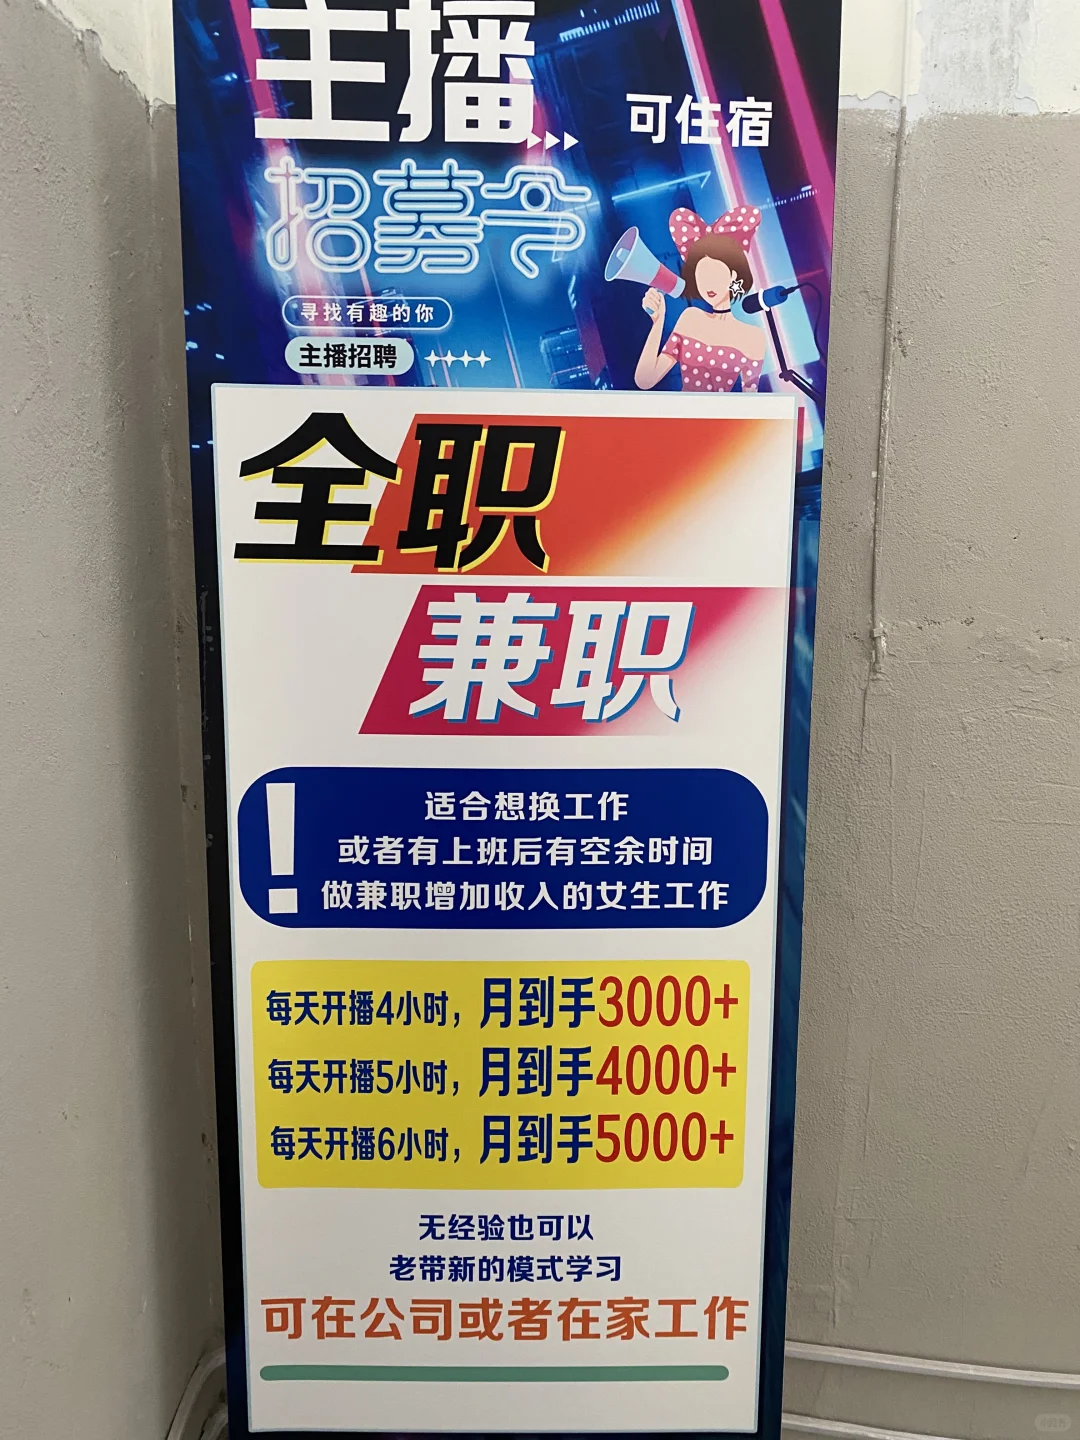 主播
可住宿
招募令
寻找有趣的你
主播招聘
全职
兼职
!
适合想换工作
或者有上班后有空余时间
做兼职增加收入的女生工作
每天开播4小时，月到手3000+
每天开播5小时，月到手4000+
每天开播6小时，月到手5000+
无经验也可以
老带新的模式学习
可在公司或者在家工作